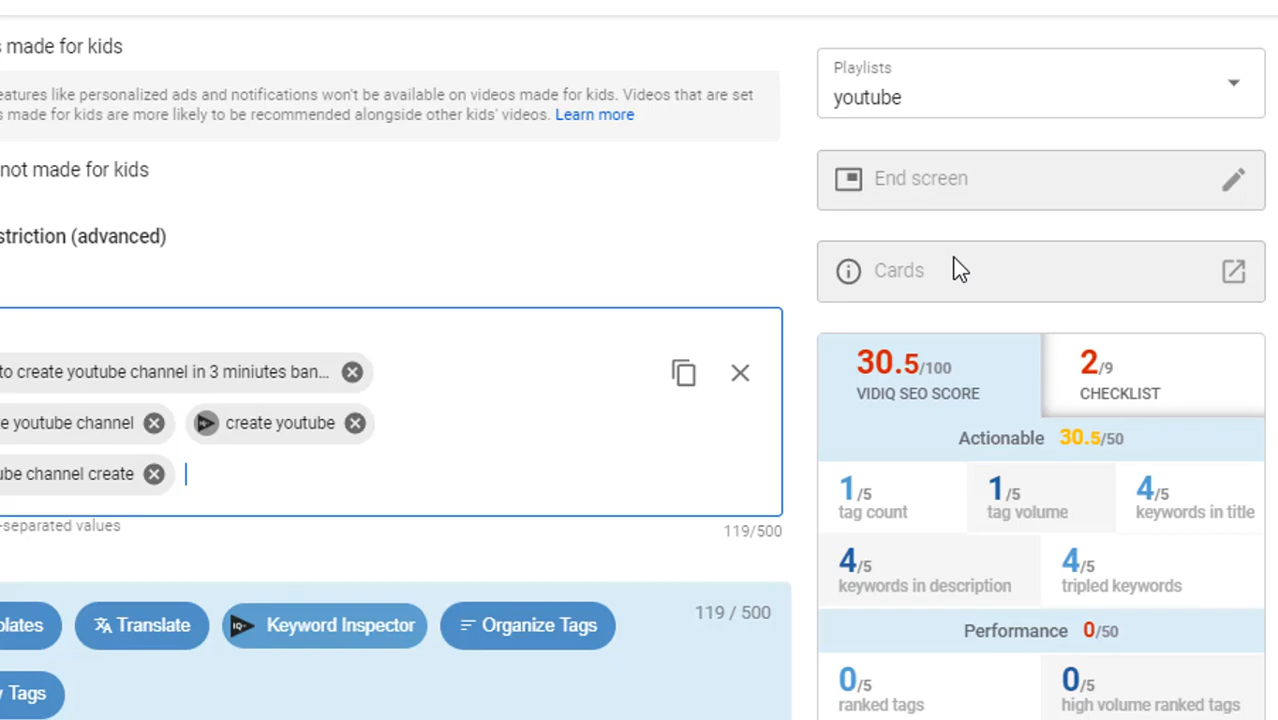 made for kids
features like personalized ads and notifications won't be available on videos made for kids. Videos that are set
made for kids are more likely to be recommended alongside other kids' videos. Learn more
not made for kids
striction (advanced)
to create youtube channel in 3 miniutes ban...
e youtube channel
create youtube
ube channel create
-separated values
119/500
plates
Translate
Keyword Inspector
Organize Tags
119 / 500
y Tags
Playlists
youtube
End screen
Cards
30.5/100
VIDIQ SEO SCORE
2/9
CHECKLIST
Actionable 30.5/50
1/5
tag count
1/5
tag volume
4/5
keywords in title
4/5
keywords in description
4/5
tripled keywords
Performance 0/50
0/5
ranked tags
0/5
high volume ranked tags